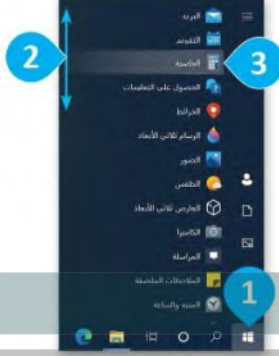 البريد
التقويم
الحاسبة
الحصول على التعليمات
الخرائط
الرسام ثلاثي الأبعاد
الصور
الطقس
العارض ثلاثي الأبعاد
الكاميرا
المراسلة
الملاحظات الملصقة
المنبه والساعة
2
3
1